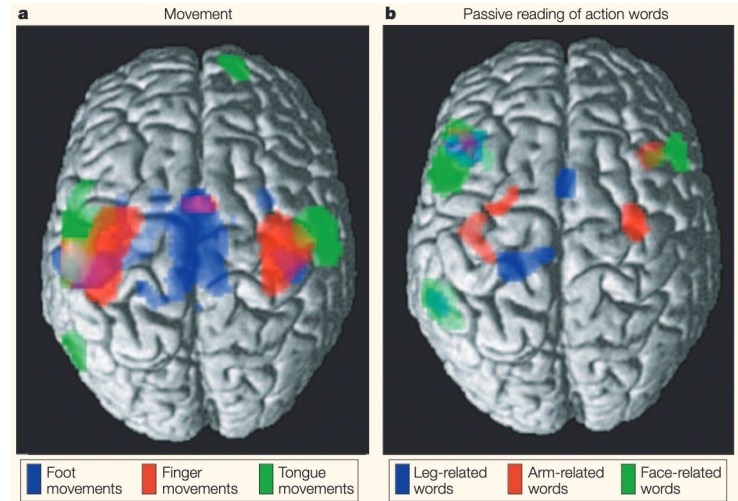 a Movement
b Passive reading of action words
Foot movements
Finger movements
Tongue movements
Leg-related words
Arm-related words
Face-related words